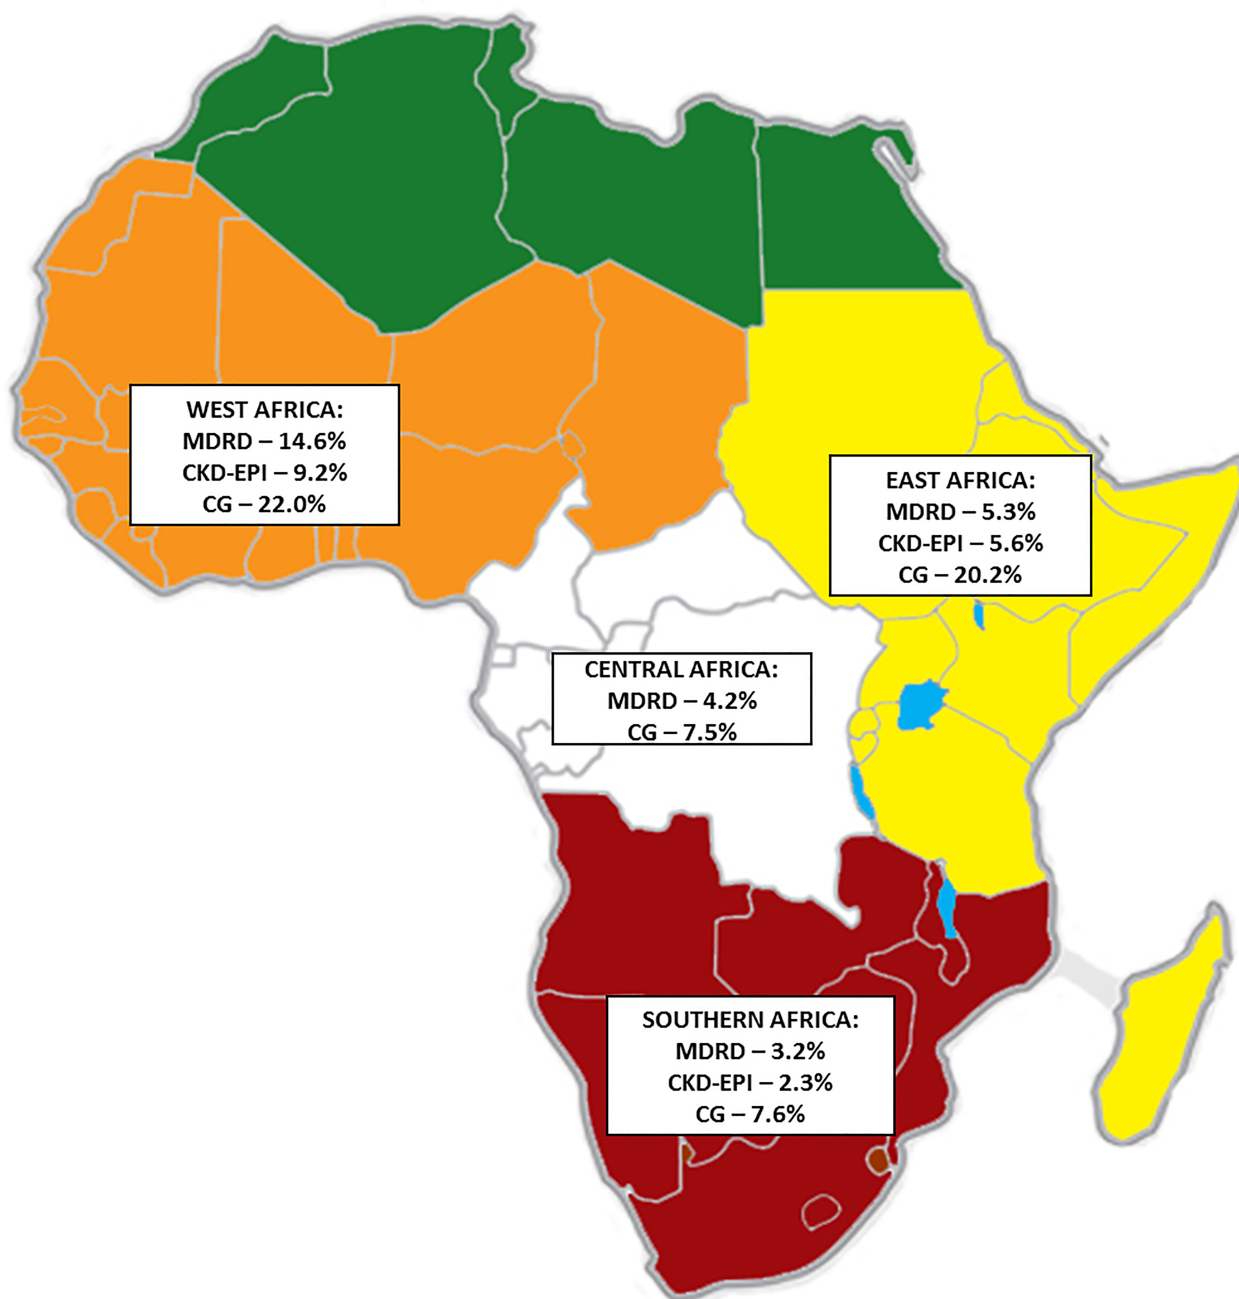 WEST AFRICA:
MDRD – 14.6%
CKD-EPI – 9.2%
CG – 22.0%
EAST AFRICA:
MDRD – 5.3%
CKD-EPI – 5.6%
CG – 20.2%
CENTRAL AFRICA:
MDRD – 4.2%
CG – 7.5%
SOUTHERN AFRICA:
MDRD – 3.2%
CKD-EPI – 2.3%
CG – 7.6%